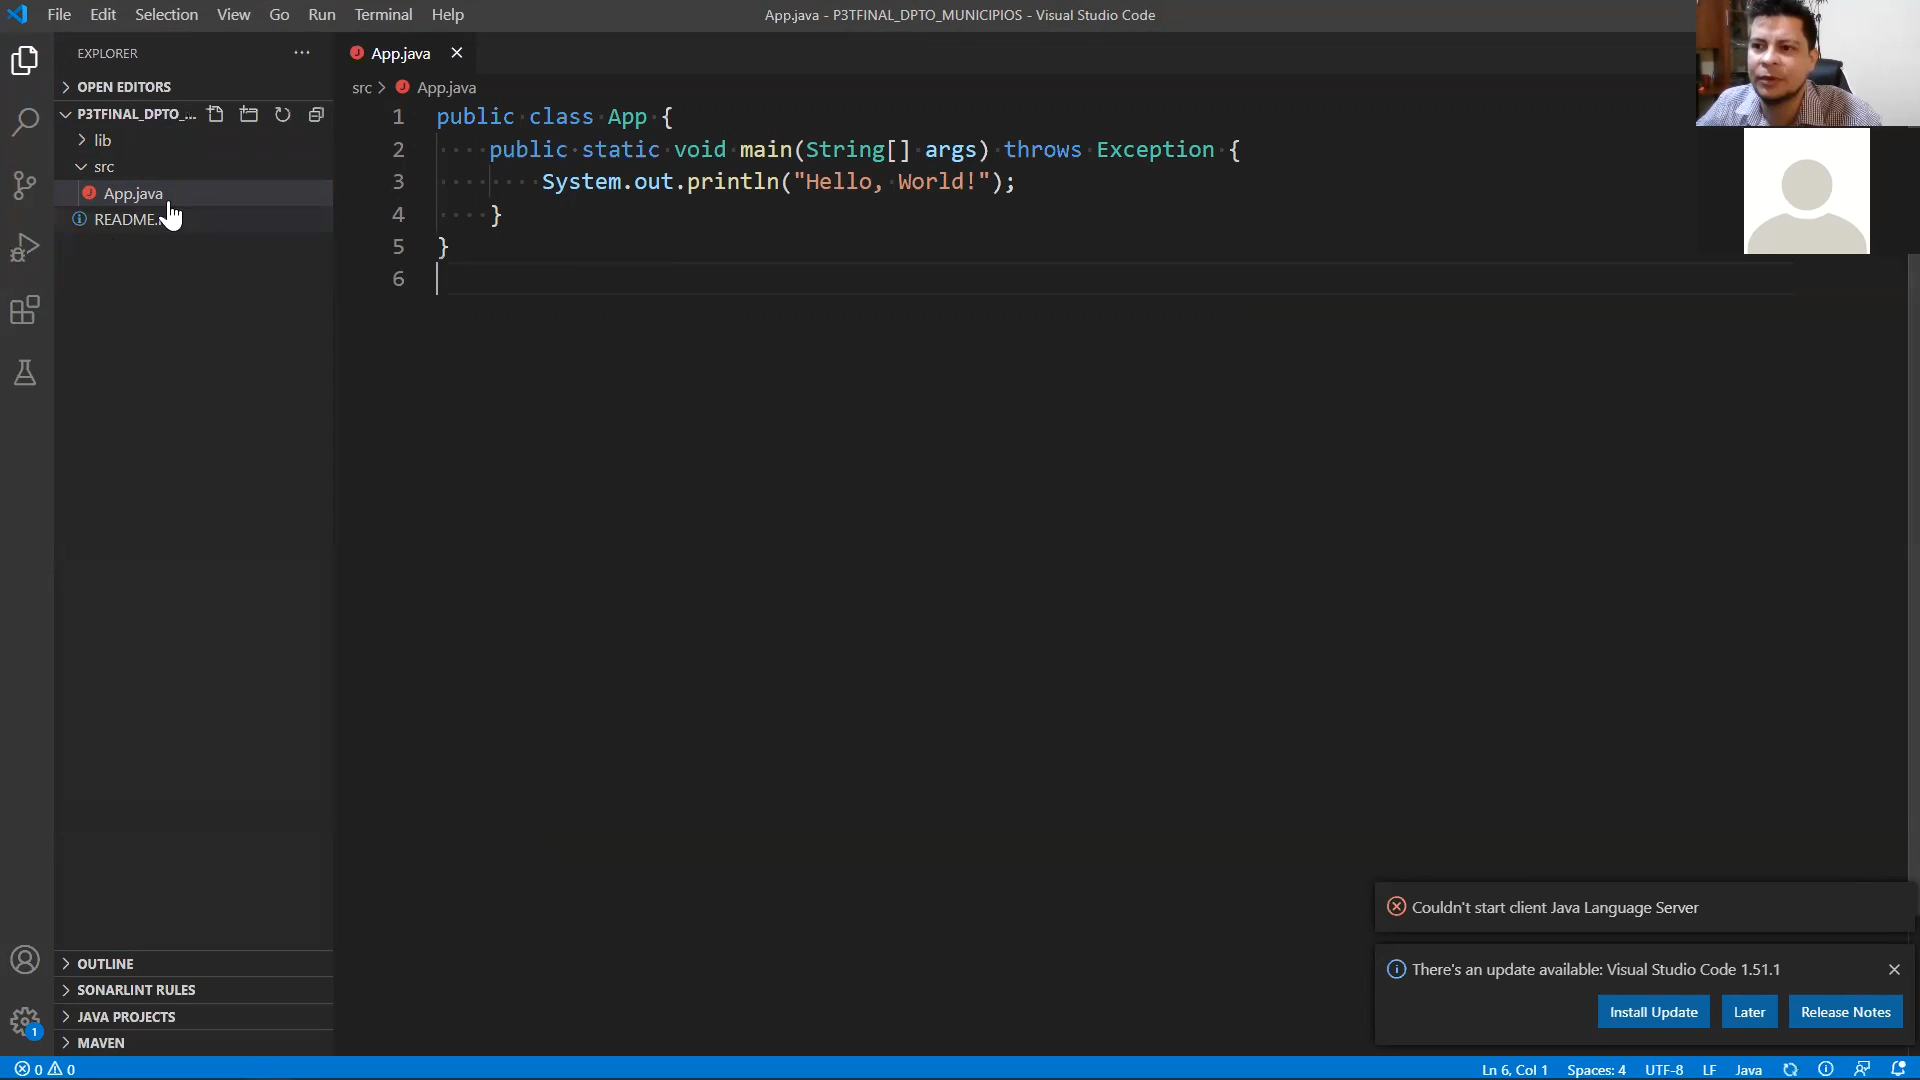 File Edit Selection View Go Run Terminal Help
App.java - P3TFINAL_DPTO_MUNICIPIOS - Visual Studio Code
EXPLORER
OPEN EDITORS
P3TFINAL_DPTO_...
lib
src
App.java
README.
OUTLINE
SONARLINT RULES
JAVA PROJECTS
MAVEN
App.java
src > App.java
1 public class App {
2 public static void main(String[] args) throws Exception {
3 System.out.println("Hello, World!");
4 }
5 }
6
Couldn't start client Java Language Server
There's an update available: Visual Studio Code 1.51.1
Install Update Later Release Notes
1
0 0
Ln 6, Col 1 Spaces: 4 UTF-8 LF Java